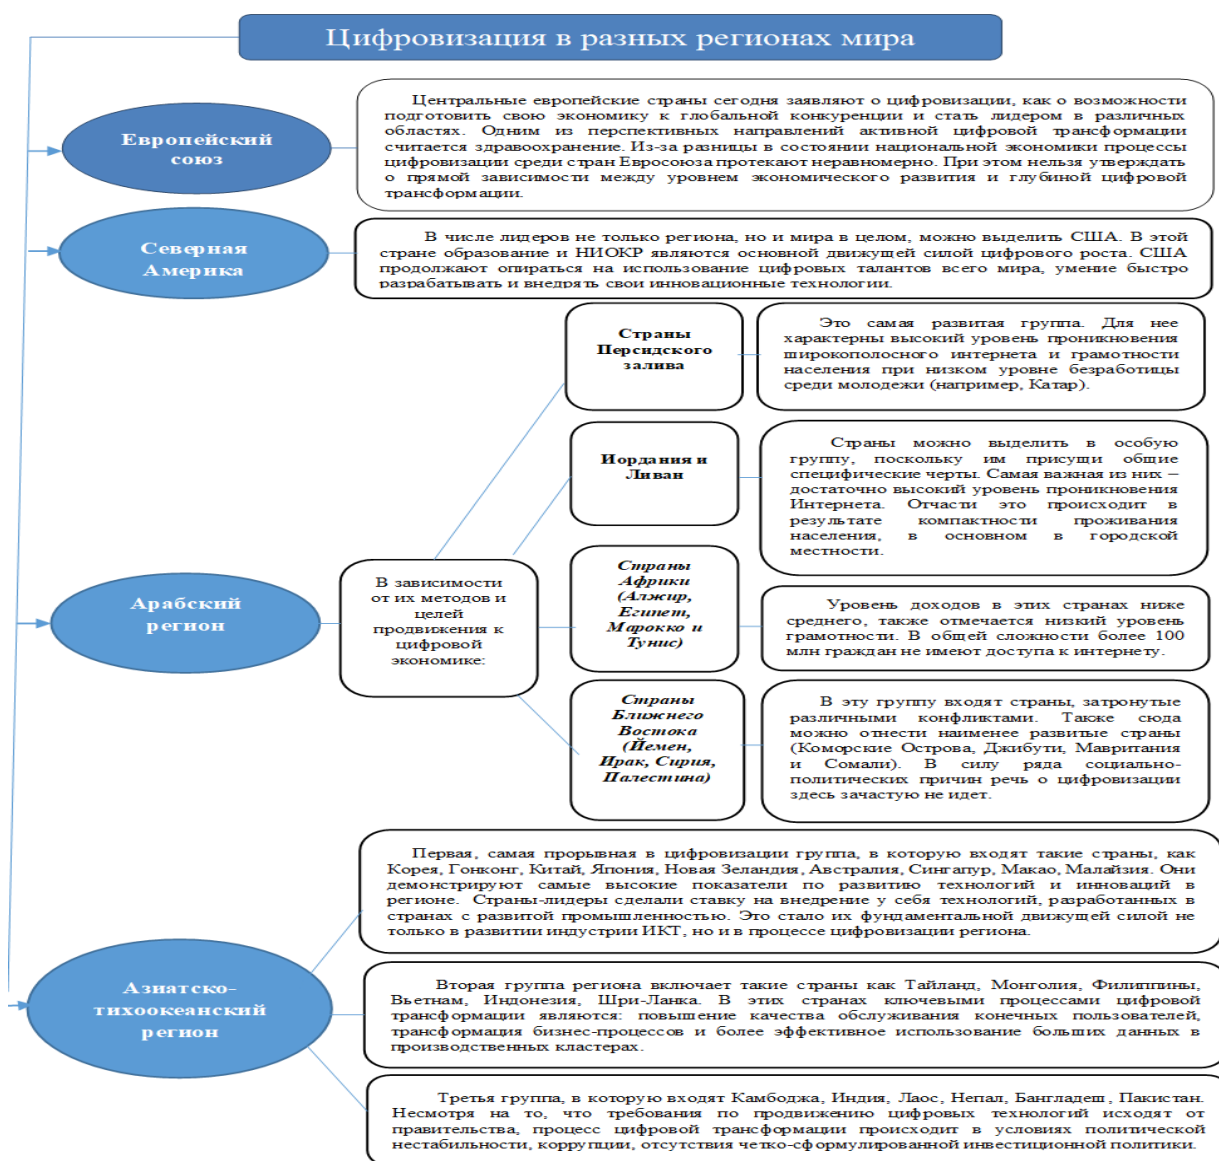 Цифровизация в разных регионах мира
Европейский
союз
Центральные европейские страны сегодня заявляют о цифровизации, как о возможности
подготовить свою экономику к глобальной конкуренции и стать лидером в различных
областях. Одним из перспективных направлений активной цифровой трансформации
считается здравоохранение. Из-за разницы в состоянии национальной экономики процессы
цифровизации среди стран Евросоюза протекают неравномерно. При этом нельзя утверждать
о прямой зависимости между уровнем экономического развития и глубиной цифровой
трансформации.
Северная
Америка
В числе лидеров не только региона, но и мира в целом, можно выделить США. В этой
стране образование и НИОКР являются основной движущей силой цифрового роста. США
продолжают опираться на использование цифровых талантов всего мира, умение быстро
разрабатывать и внедрять свои инновационные технологии.
Арабский
регион
В зависимости
от их методов и
целей
продвижения к
цифровой
экономике:
Страны
Персидского
залива
Это самая развитая группа. Для нее
характерны высокий уровень проникновения
широкополосного интернета и грамотности
населения при низком уровне безработицы
среди молодежи (например, Катар).
Иордания и
Ливан
Страны можно выделить в особую
группу, поскольку им присущи общие
специфические черты. Самая важная из них –
достаточно высокий уровень проникновения
Интернета. Отчасти это происходит в
результате компактности проживания
населения, в основном в городской
местности.
Страны
Африки
(Алжир,
Египет,
Марокко и
Тунис)
Уровень доходов в этих странах ниже
среднего, также отмечается низкий уровень
грамотности. В общей сложности более 100
млн граждан не имеют доступа к интернету.
Страны
Ближнего
Востока
(Йемен,
Ирак, Сирия,
Палестина)
В эту группу входят страны, затронутые
различными конфликтами. Также сюда
можно отнести наименее развитые страны
(Коморские Острова, Джибути, Мавритания
и Сомали). В силу ряда социально-
политических причин речь о цифровизации
здесь зачастую не идет.
Азиатско-
тихоокеанский
регион
Первая, самая прорывная в цифровизации группа, в которую входят такие страны, как
Корея, Гонконг, Китай, Япония, Новая Зеландия, Австралия, Сингапур, Макао, Малайзия. Они
демонстрируют самые высокие показатели по развитию технологий и инноваций в
регионе. Страны-лидеры сделали ставку на внедрение у себя технологий, разработанных в
странах с развитой промышленностью. Это стало их фундаментальной движущей силой не
только в развитии индустрии ИКТ, но и в процессе цифровизации региона.
Вторая группа региона включает такие страны как Тайланд, Монголия, Филиппины,
Вьетнам, Индонезия, Шри-Ланка. В этих странах ключевыми процессами цифровой
трансформации являются: повышение качества обслуживания конечных пользователей,
трансформация бизнес-процессов и более эффективное использование больших данных в
производственных кластерах.
Третья группа, в которую входят Камбоджа, Индия, Лаос, Непал, Бангладеш, Пакистан.
Несмотря на то, что требования по продвижению цифровых технологий исходят от
правительства, процесс цифровой трансформации происходит в условиях политической
нестабильности, коррупции, отсутствия четко-сформулированной инвестиционной политики.